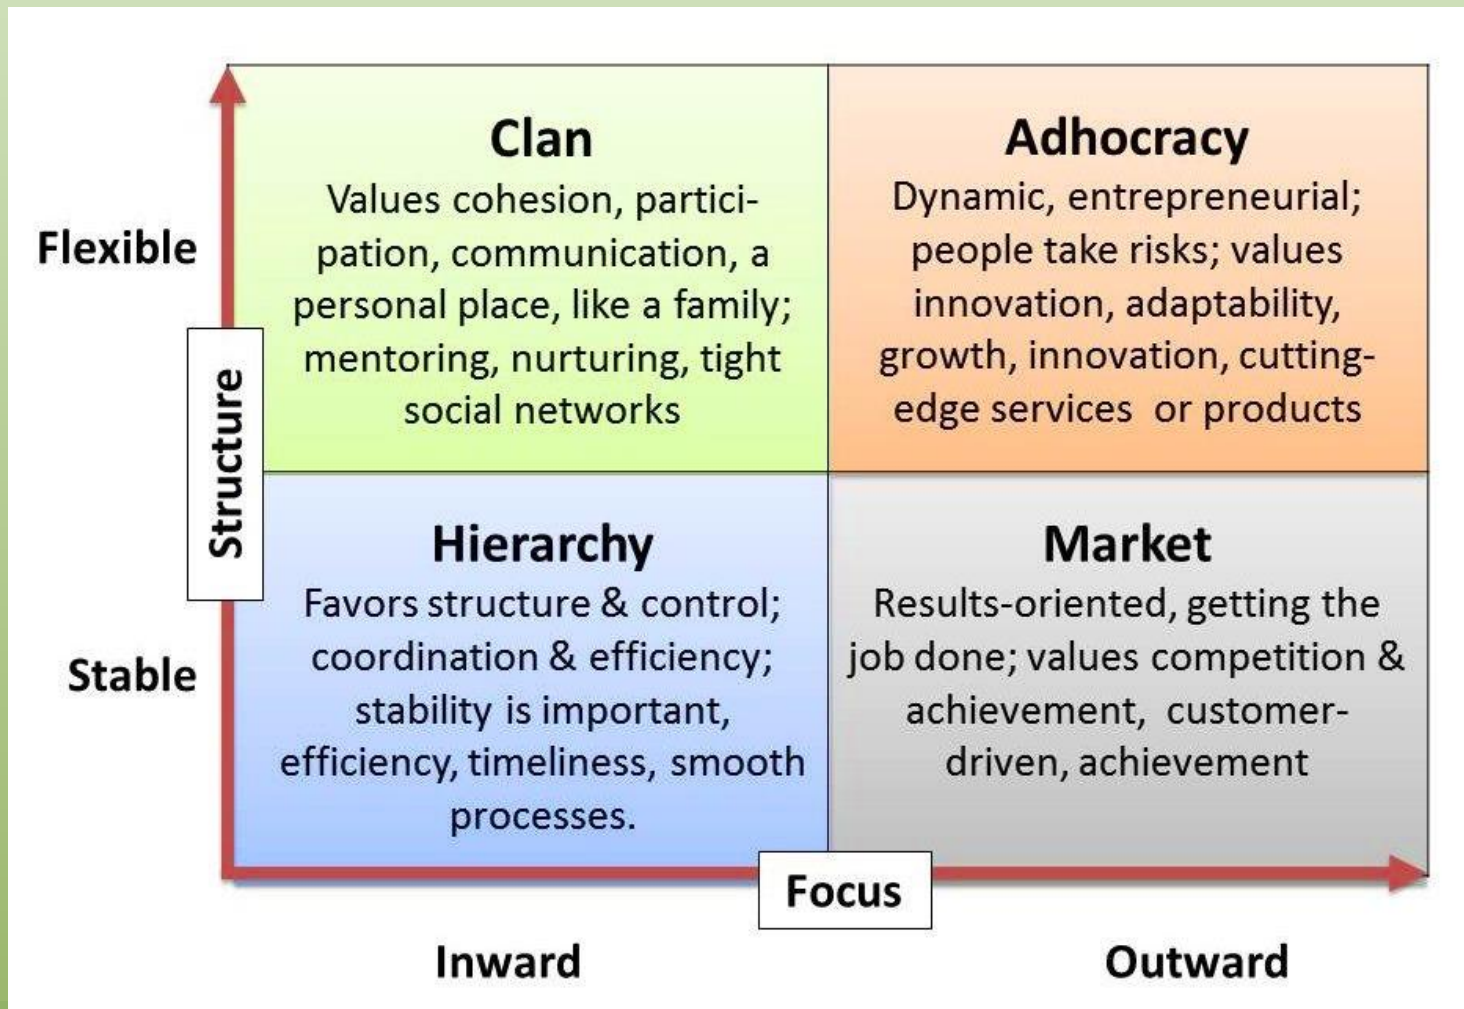 Clan
Values cohesion, partici-
pation, communication, a
personal place, like a family;
mentoring, nurturing, tight
social networks
Adhocracy
Dynamic, entrepreneurial;
people take risks; values
innovation, adaptability,
growth, innovation, cutting-
edge services or products
Flexible
Structure
Stable
Hierarchy
Favors structure & control;
coordination & efficiency;
stability is important,
efficiency, timeliness, smooth
processes.
Market
Results-oriented, getting the
job done; values competition &
achievement, customer-
driven, achievement
Focus
Inward
Outward